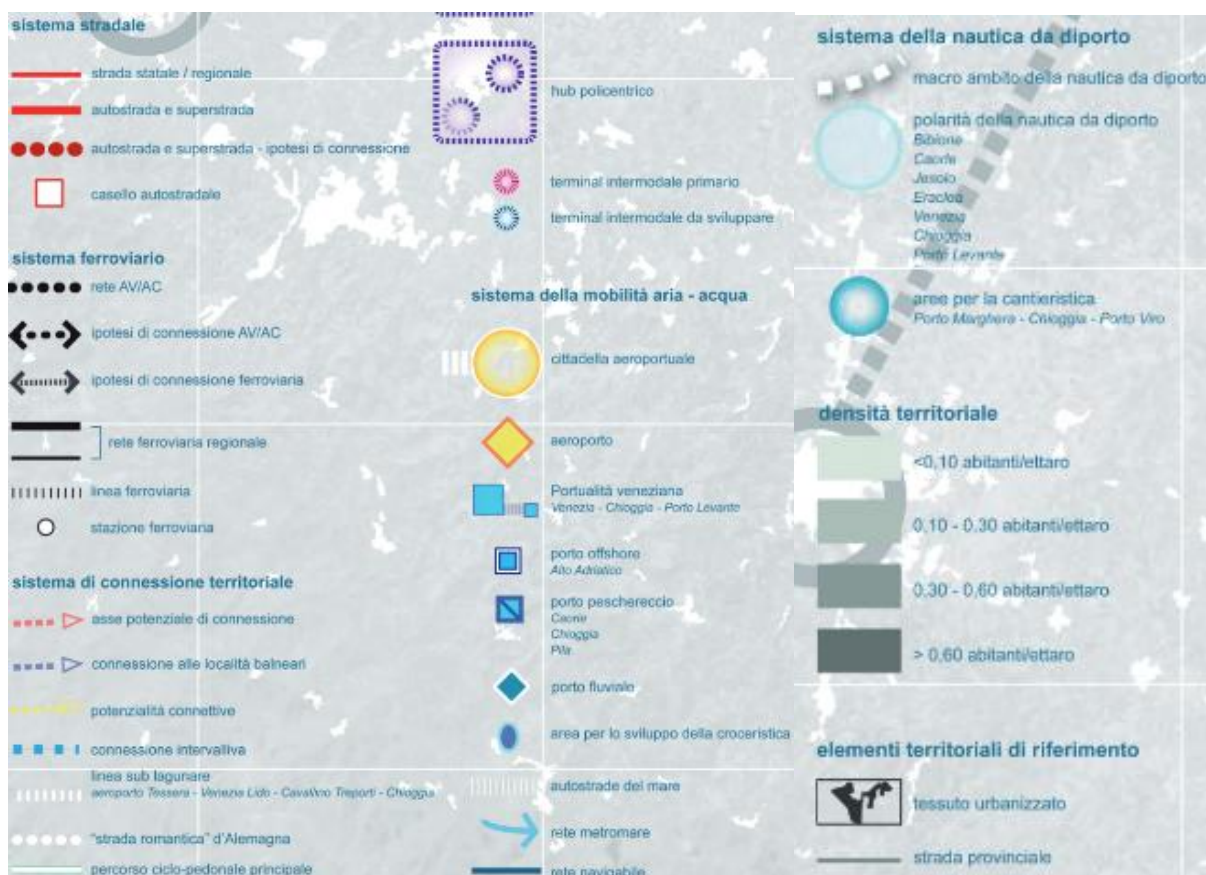 sistema stradale
strada statale / regionale
autostrada e superstrada
autostrada e superstrada - ipotesi di connessione
casello autostradale
sistema ferroviario
rete AV/AC
ipotesi di connessione AV/AC
ipotesi di connessione ferroviaria
rete ferroviaria regionale
linea ferroviaria
stazione ferroviaria
sistema di connessione territoriale
asse potenziale di connessione
connessione alle località balneari
potenzialità connettive
connessione intervalliva
linea sub lagunare
aeroporto Tessera - Venezia Lido - Cavallino Treporti - Chioggia
"strada romantica" d'Alemagna
percorso ciclo-pedonale principale
hub policentrico
terminal intermodale primario
terminal intermodale da sviluppare
sistema della mobilità aria - acqua
cittadella aeroportuale
aeroporto
Portualità veneziana
Venezia - Chioggia - Porto Levante
porto offshore
Alto Adriatico
porto peschereccio
Caorle
Chioggia
Pila
porto fluviale
area per lo sviluppo della croceristica
autostrade del mare
rete metromare
rete navigabile
sistema della nautica da diporto
macro ambito della nautica da diporto
polarità della nautica da diporto
Bibione
Caorle
Jesolo
Eraclea
Venezia
Chioggia
Porto Levante
aree per la cantieristica
Porto Marghera - Chioggia - Porto Viro
densità territoriale
<0,10 abitanti/ettaro
0,10 - 0,30 abitanti/ettaro
0,30 - 0,60 abitanti/ettaro
> 0,60 abitanti/ettaro
elementi territoriali di riferimento
tessuto urbanizzato
strada provinciale